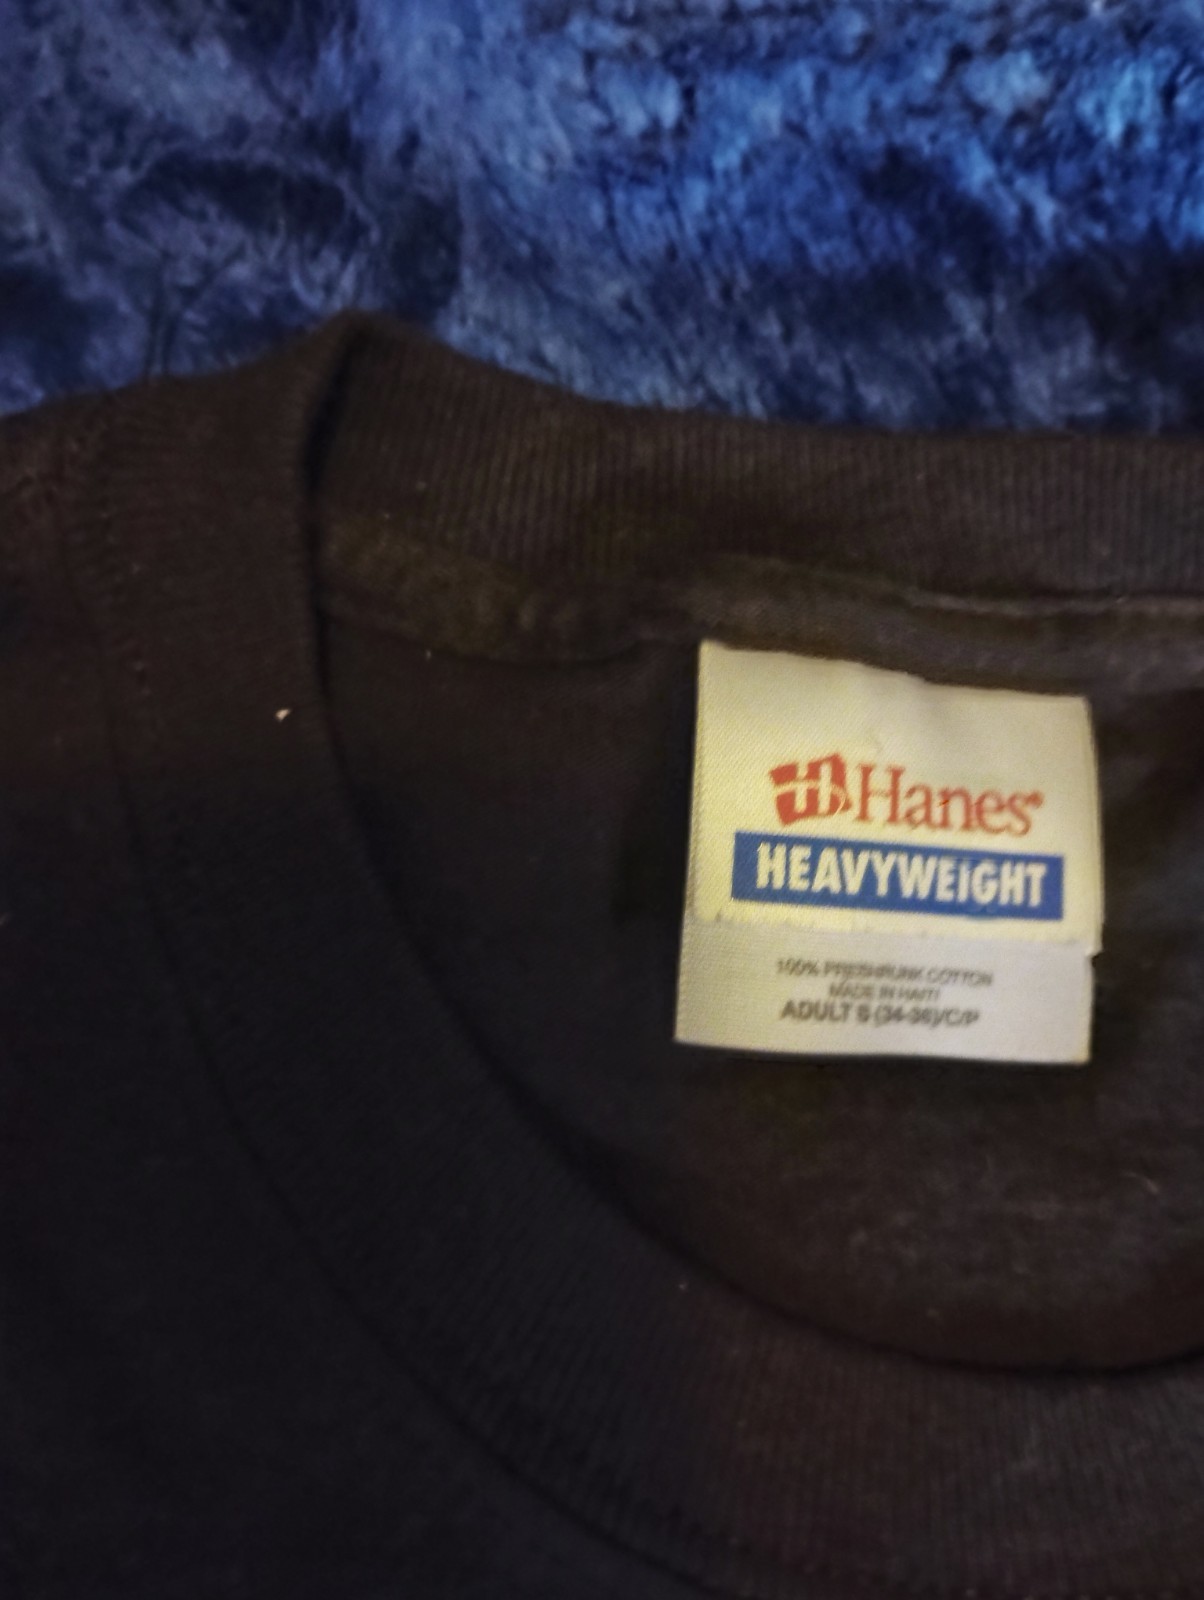 Hanes®
HEAVYWEIGHT
100% PRESHRUNK COTTON
MADE IN HAITI
ADULT S (34-36)/C/P